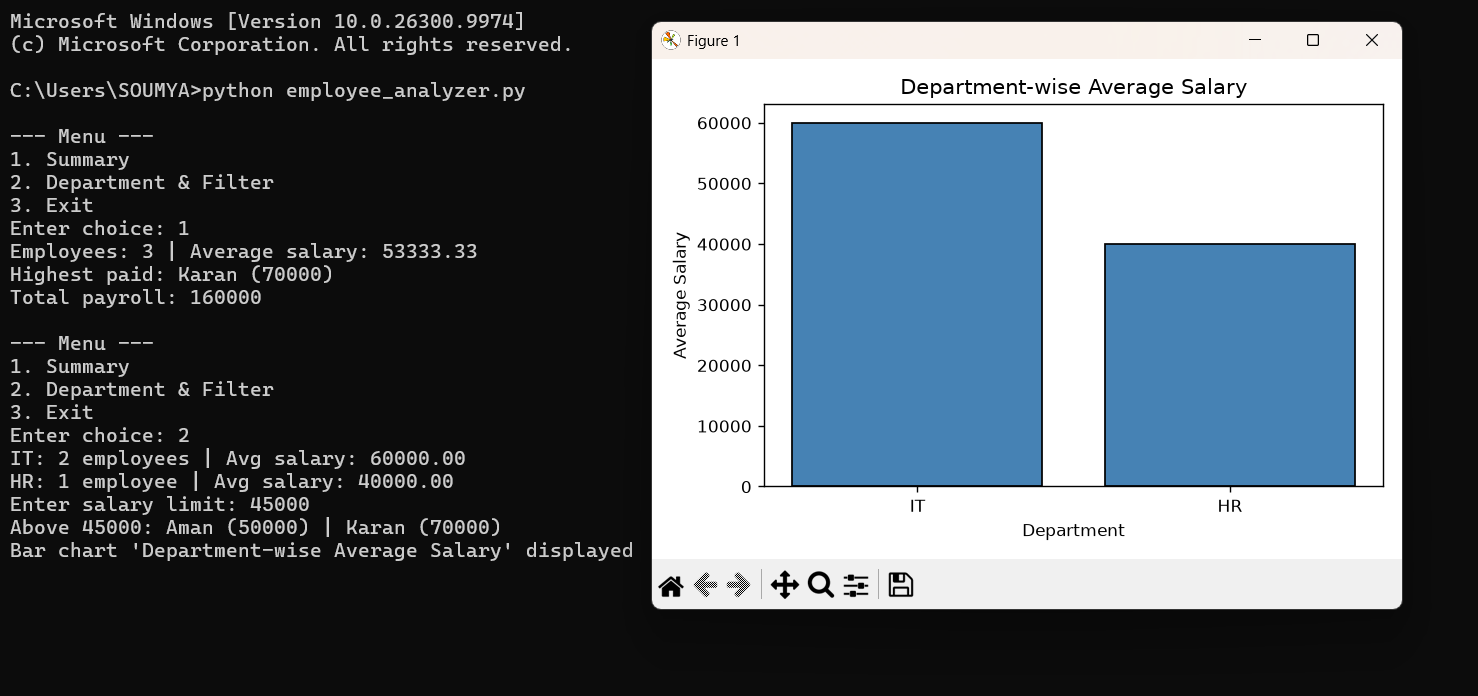 Microsoft Windows [Version 10.0.26300.9974]
(c) Microsoft Corporation. All rights reserved.
C:\Users\SOUMYA>python employee_analyzer.py
--- Menu ---
1. Summary
2. Department & Filter
3. Exit
Enter choice: 1
Employees: 3 | Average salary: 53333.33
Highest paid: Karan (70000)
Total payroll: 160000
--- Menu ---
1. Summary
2. Department & Filter
3. Exit
Enter choice: 2
IT: 2 employees | Avg salary: 60000.00
HR: 1 employee | Avg salary: 40000.00
Enter salary limit: 45000
Above 45000: Aman (50000) | Karan (70000)
Bar chart 'Department-wise Average Salary' displayed
Figure 1
Department-wise Average Salary
60000
50000
40000
30000
20000
10000
0
Average Salary
IT HR
Department